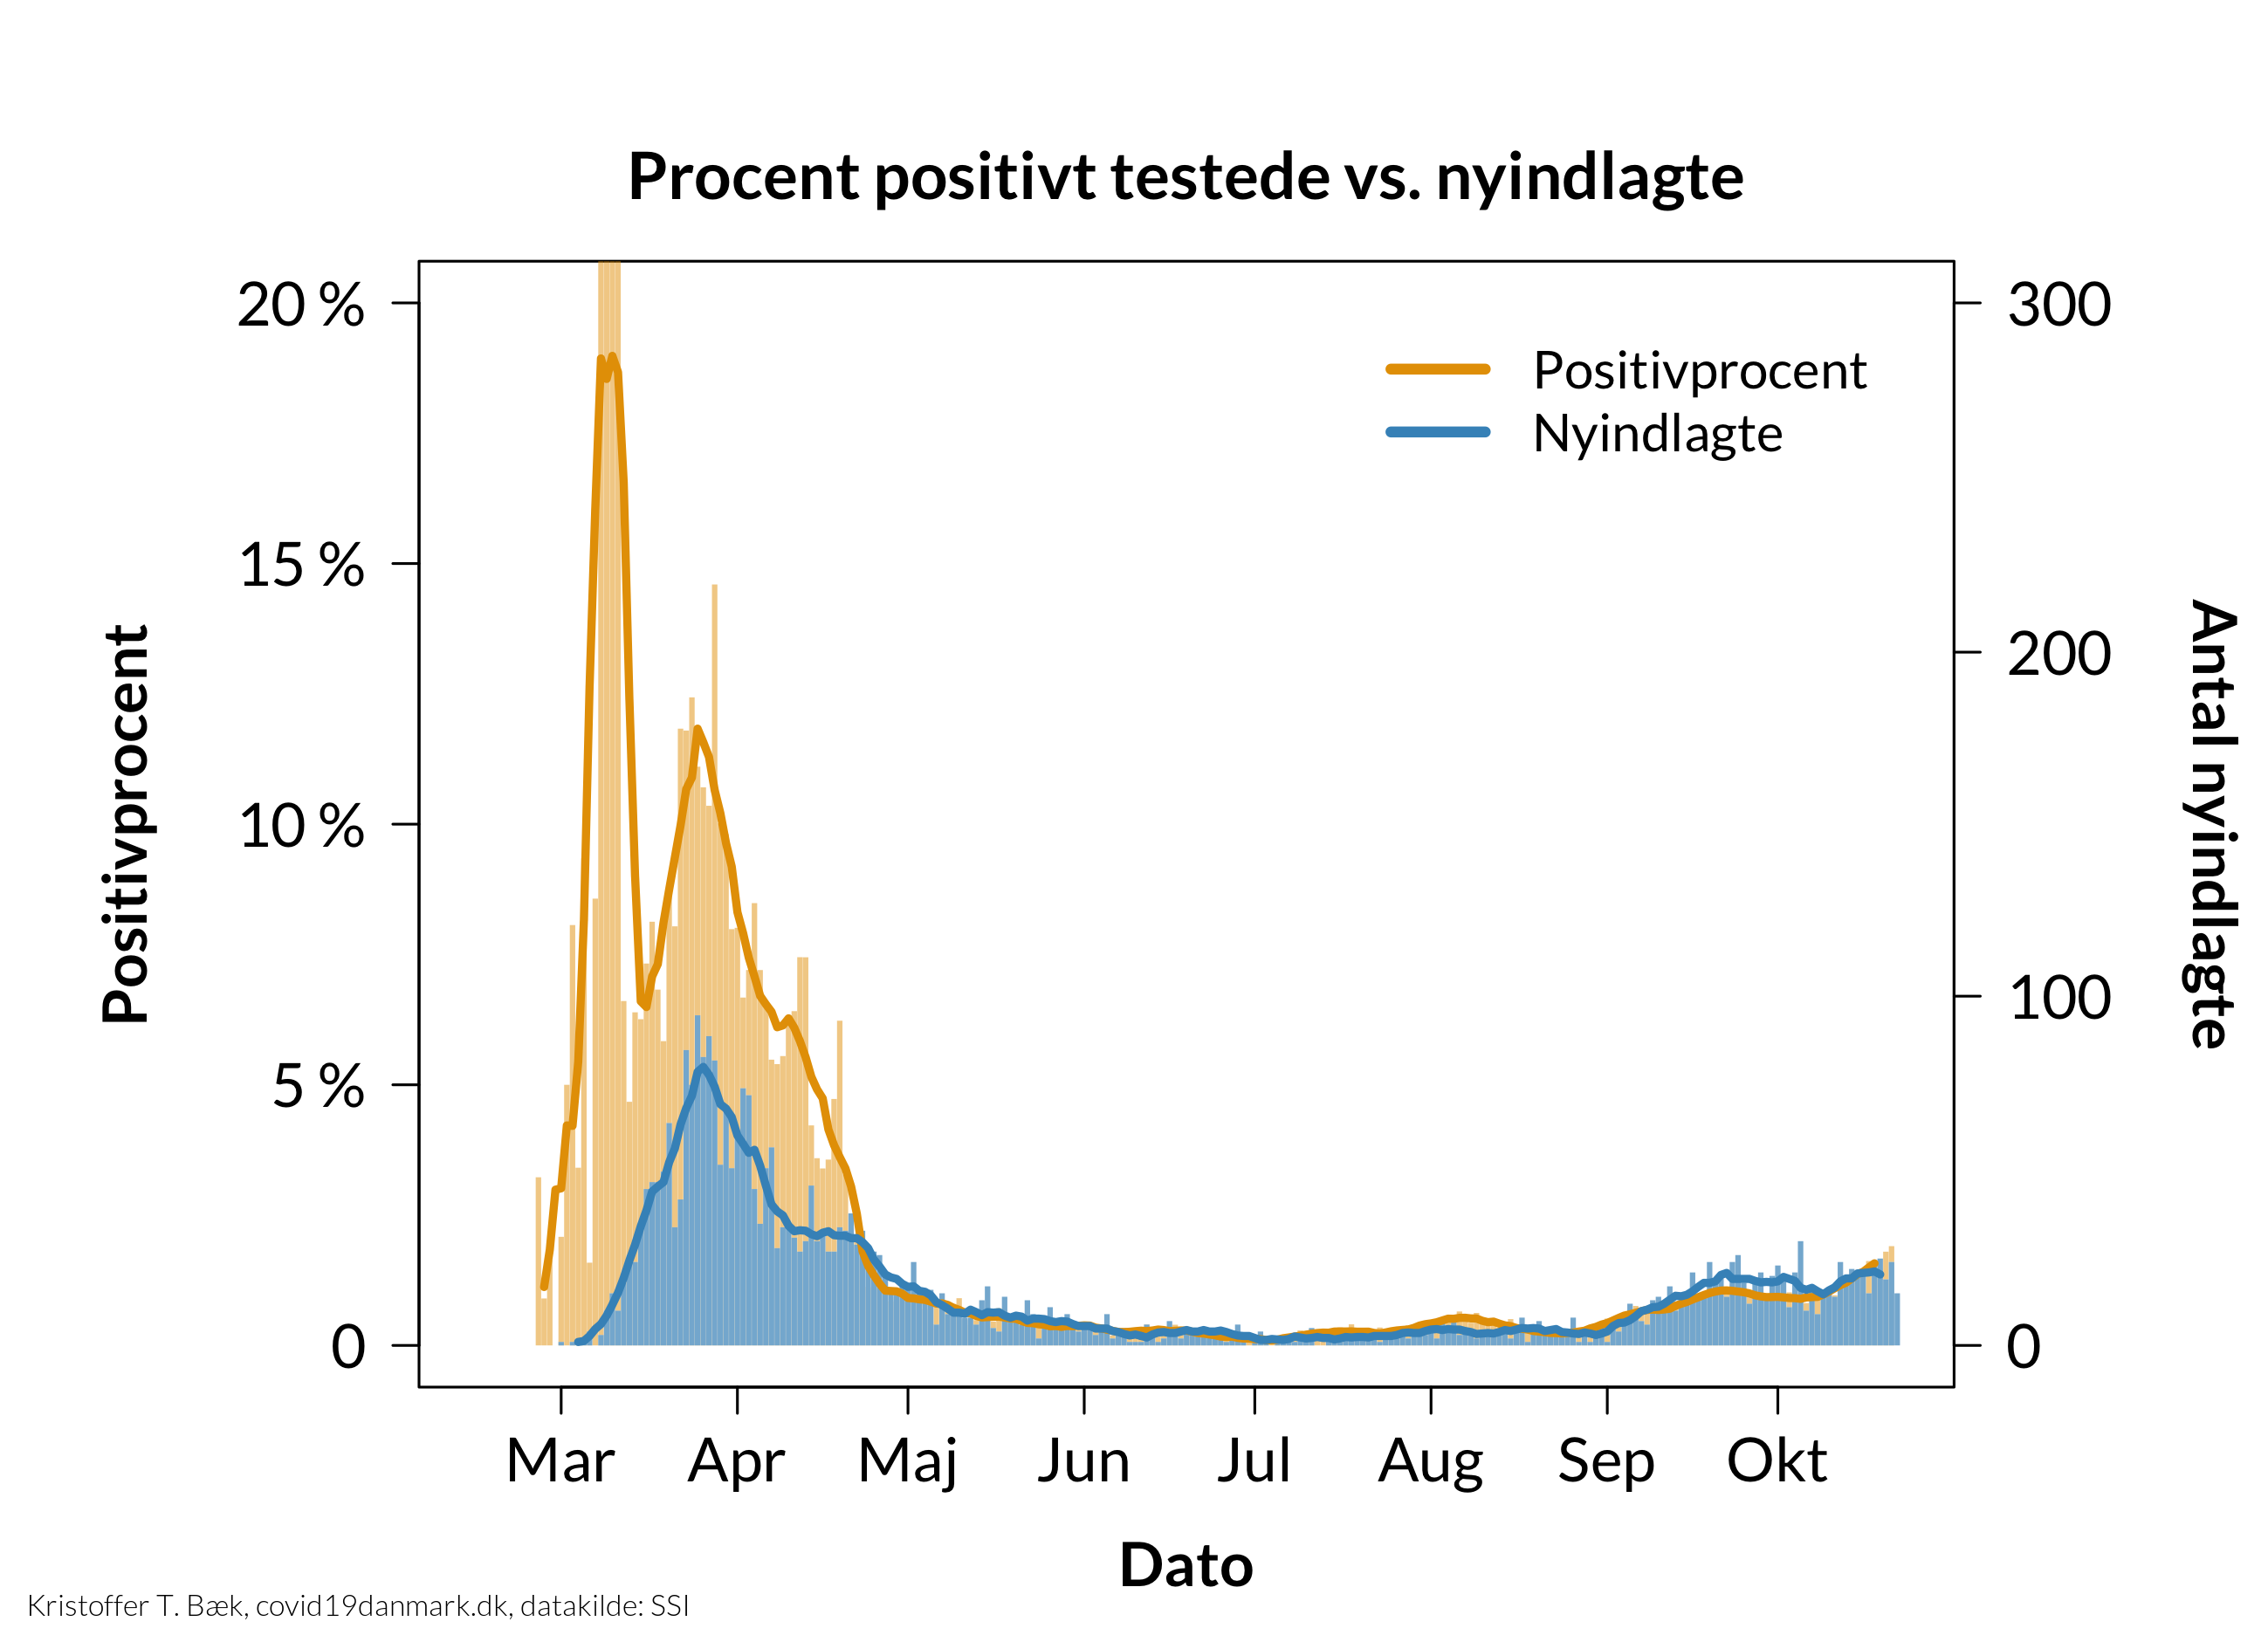 Procent positivt testede vs. nyindlagte
20 %
15 %
10 %
5 %
0
Positivprocent
Positivprocent
Nyindlagte
300
200
100
0
Antal nyindlagte
Mar Apr Maj Jun Jul Aug Sep Okt
Dato
Kristoffer T. Bæk, covid19danmark.dk, datakilde: SSI